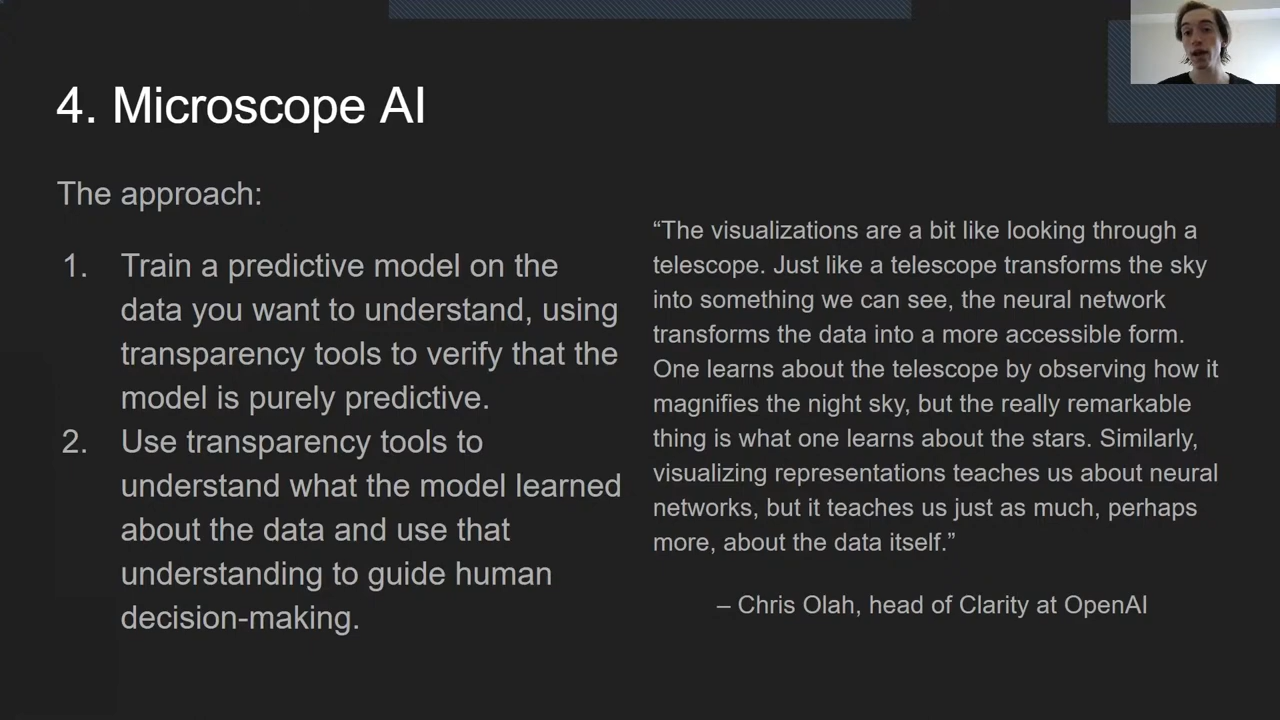 4. Microscope AI
The approach:
1. Train a predictive model on the
data you want to understand, using
transparency tools to verify that the
model is purely predictive.
2. Use transparency tools to
understand what the model learned
about the data and use that
understanding to guide human
decision-making.
“The visualizations are a bit like looking through a
telescope. Just like a telescope transforms the sky
into something we can see, the neural network
transforms the data into a more accessible form.
One learns about the telescope by observing how it
magnifies the night sky, but the really remarkable
thing is what one learns about the stars. Similarly,
visualizing representations teaches us about neural
networks, but it teaches us just as much, perhaps
more, about the data itself.”
– Chris Olah, head of Clarity at OpenAI